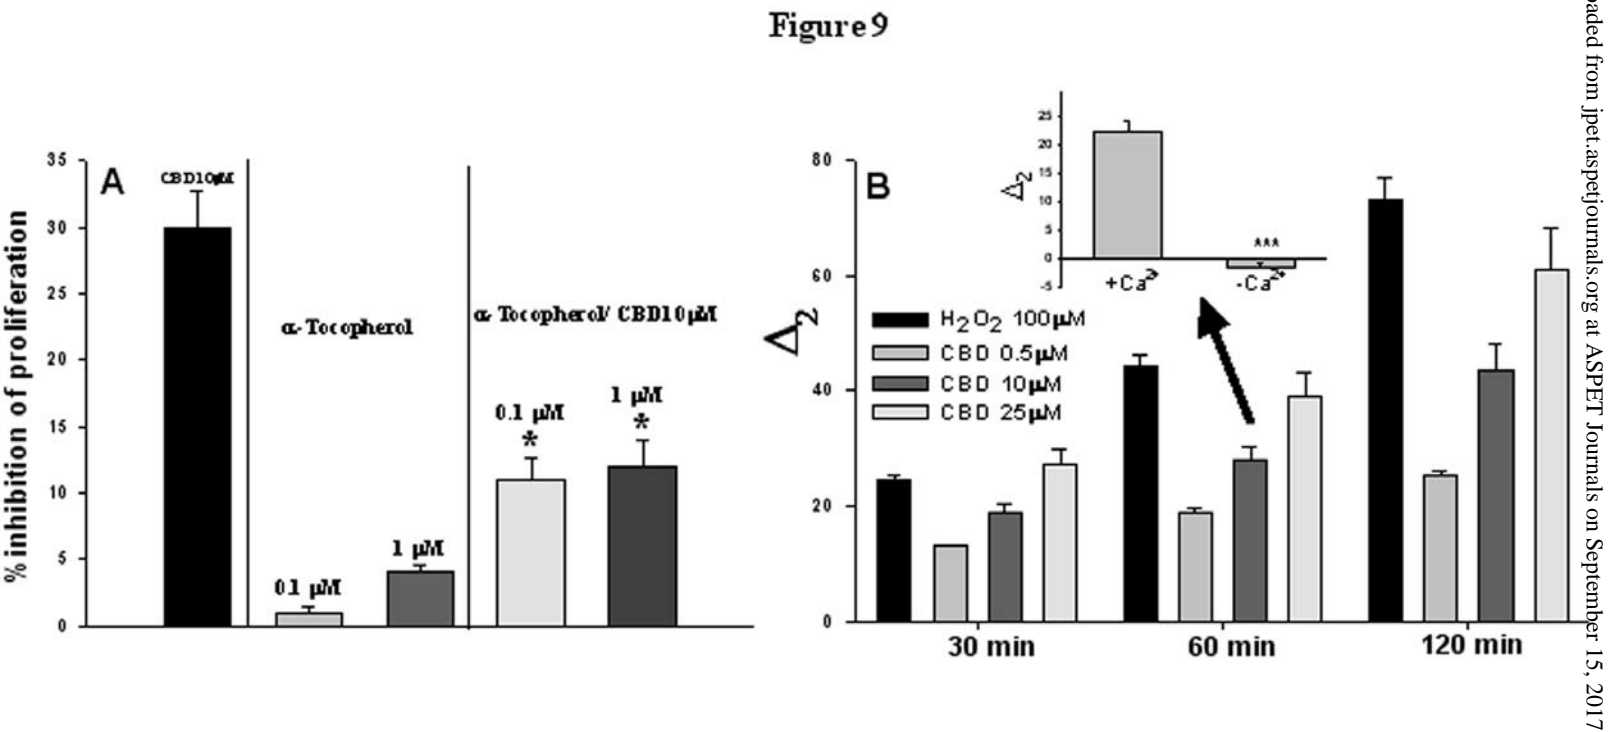 Figure 9
A
% inhibition of proliferation
35
30
25
20
15
10
5
0
CBD10µM
α-Tocopherol
0.1 µM
1 µM
α-Tocopherol/ CBD10µM
0.1 µM
*
1 µM
*
B
Δ2
80
60
40
20
0
H2O2 100µM
CBD 0.5µM
CBD 10µM
CBD 25µM
30 min
60 min
120 min
Δ2
25
20
15
10
5
0
-5
***
+Ca2+
-Ca2+
oaded from jpet.aspetjournals.org at ASPET Journals on September 15, 2017